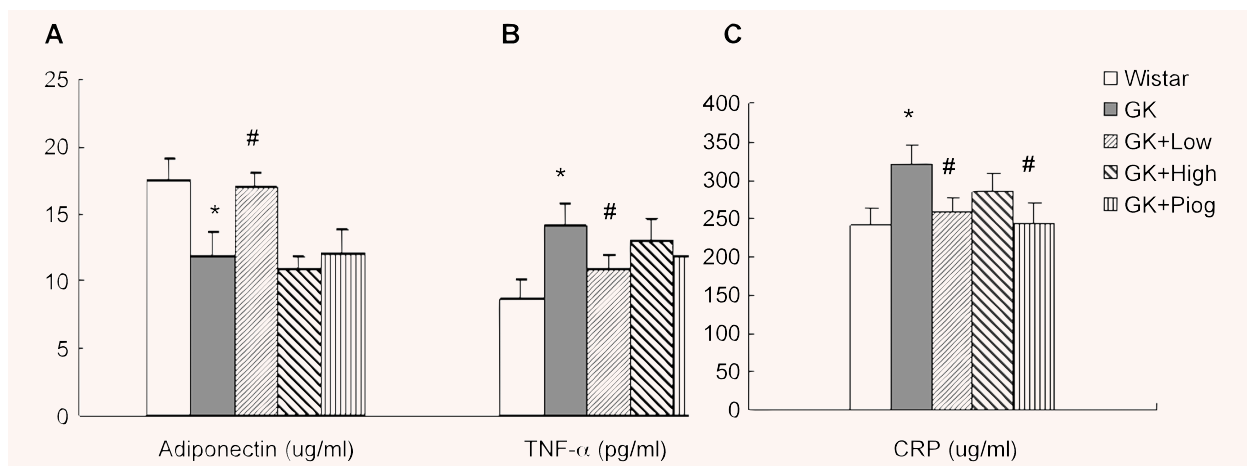 A
B
C
25
20
15
10
5
0
#
*
*
#
400
350
300
250
200
150
100
50
0
*
#
#
Wistar
GK
GK+Low
GK+High
GK+Piog
Adiponectin (ug/ml)
TNF-α (pg/ml)
CRP (ug/ml)